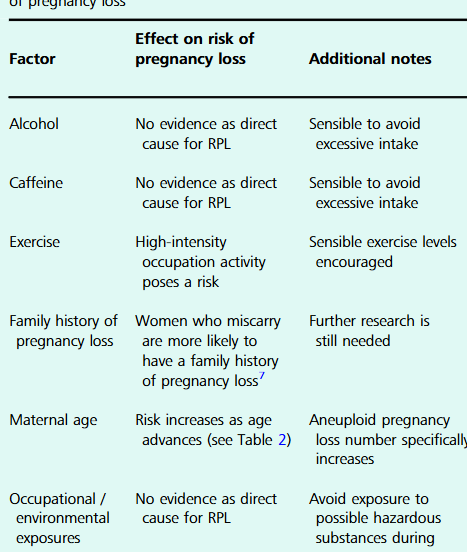 of pregnancy loss
Factor
Effect on risk of
pregnancy loss
Additional notes
Alcohol
No evidence as direct
cause for RPL
Sensible to avoid
excessive intake
Caffeine
No evidence as direct
cause for RPL
Sensible to avoid
excessive intake
Exercise
High-intensity
occupation activity
poses a risk
Sensible exercise levels
encouraged
Family history of
pregnancy loss
Women who miscarry
are more likely to
have a family history
of pregnancy loss7
Further research is
still needed
Maternal age
Risk increases as age
advances (see Table 2)
Aneuploid pregnancy
loss number specifically
increases
Occupational /
environmental
exposures
No evidence as direct
cause for RPL
Avoid exposure to
possible hazardous
substances during